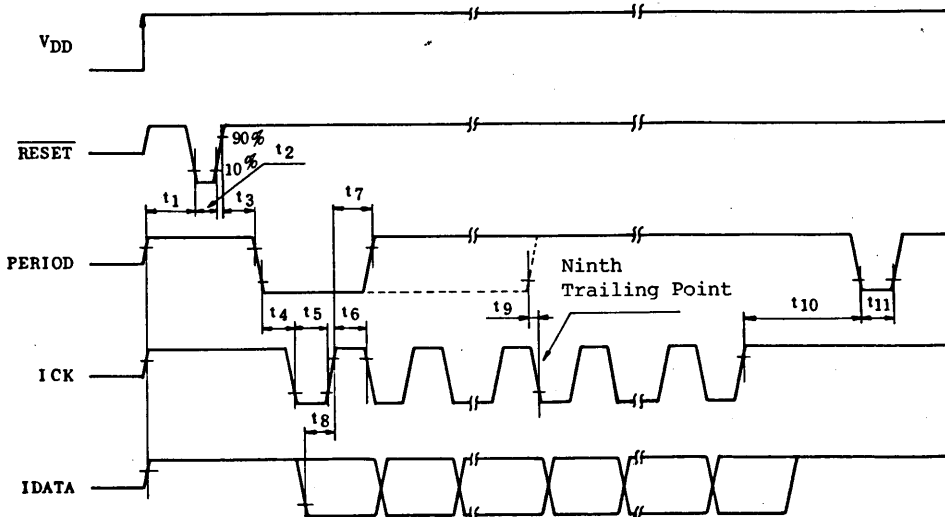 VDD
RESET
90%
10%
t2
t1
t3
t7
PERIOD
Ninth
Trailing Point
t9
t10
t11
t4
t5
t6
ICK
t8
IDATA